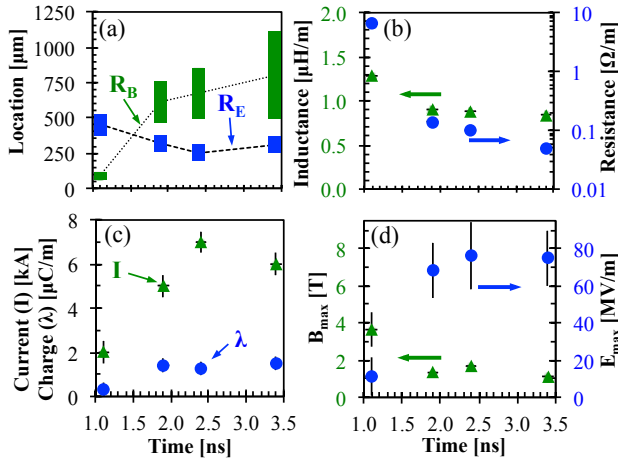 (a)
1000
750
500
250
0
Location [µm]
R_B
R_E
(b)
2.0
1.5
1.0
0.5
0.0
Inductance [µH/m]
10
1
0.1
0.01
Resistance [Ω/m]
(c)
8
6
4
2
0
Current (I) [kA]
Charge (λ) [µC/m]
I
λ
1.0 1.5 2.0 2.5 3.0 3.5
Time [ns]
(d)
8
6
4
2
0
B_max [T]
80
60
40
20
0
E_max [MV/m]
1.0 1.5 2.0 2.5 3.0 3.5
Time [ns]